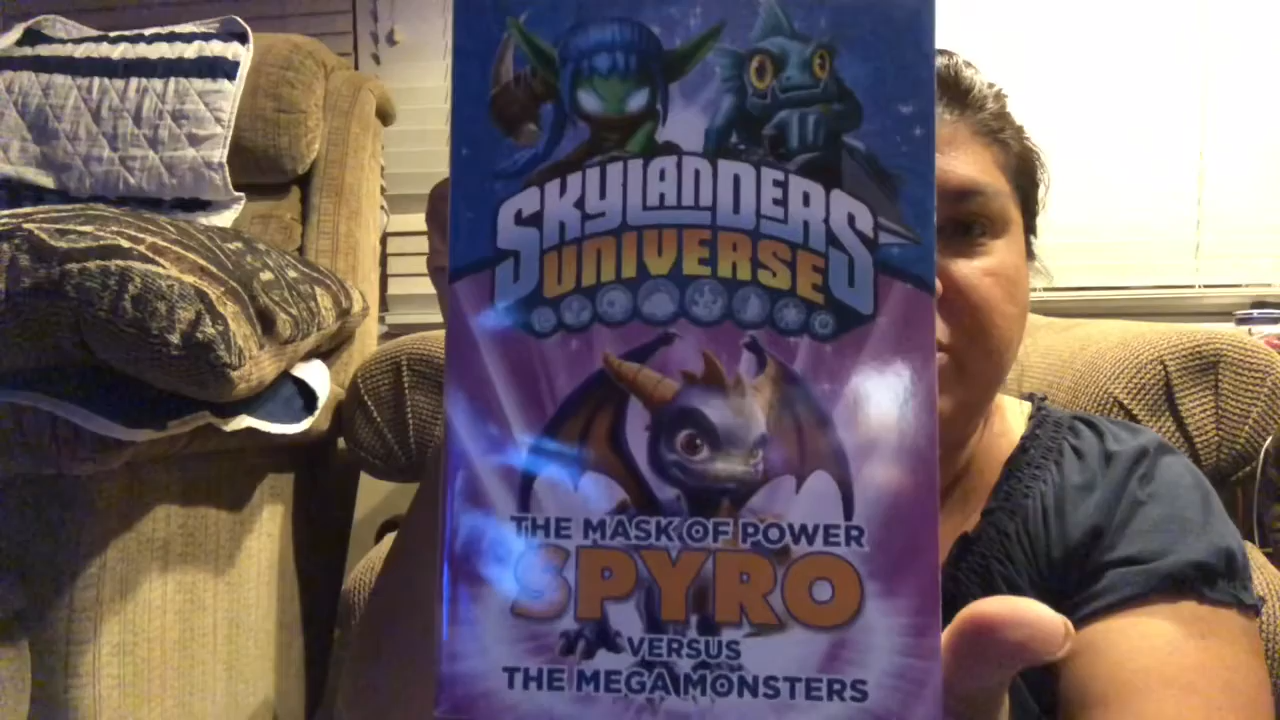 SKYLANDERS
UNIVERSE
THE MASK OF POWER
SPYRO
VERSUS
THE MEGA MONSTERS